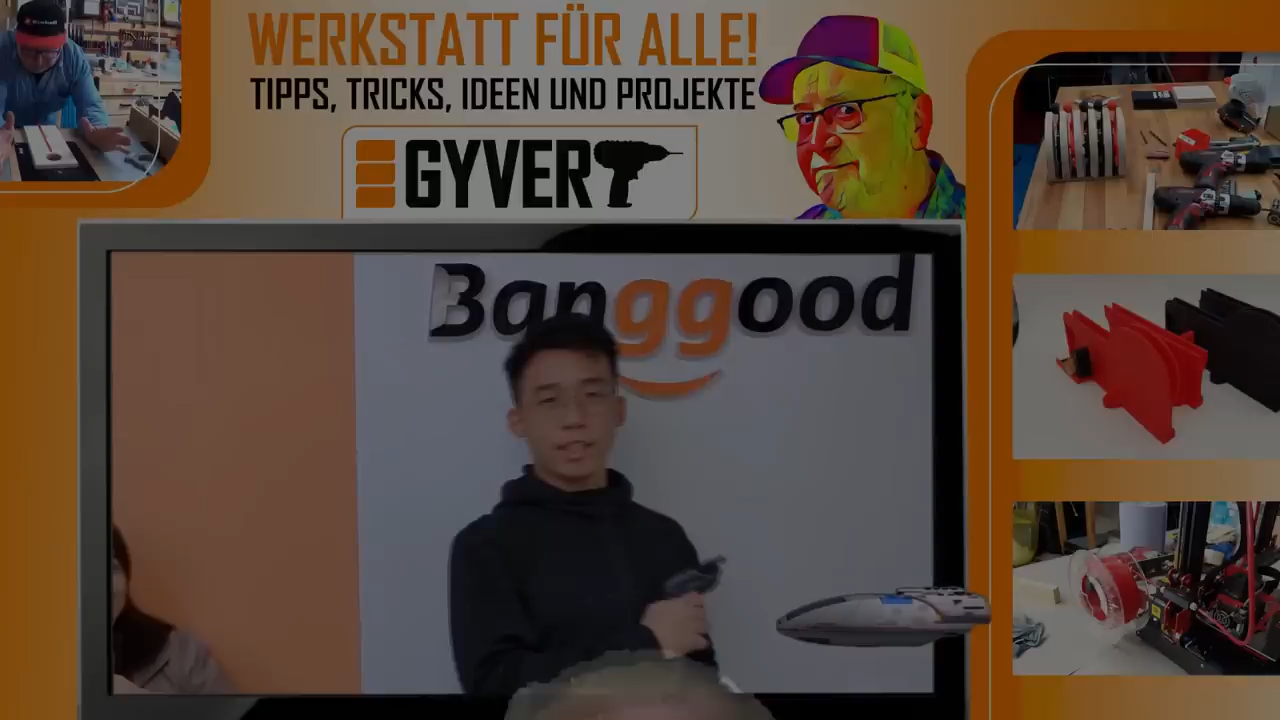 WERKSTATT FÜR ALLE!
TIPPS, TRICKS, IDEEN UND PROJEKTE
GYVER
Banggood